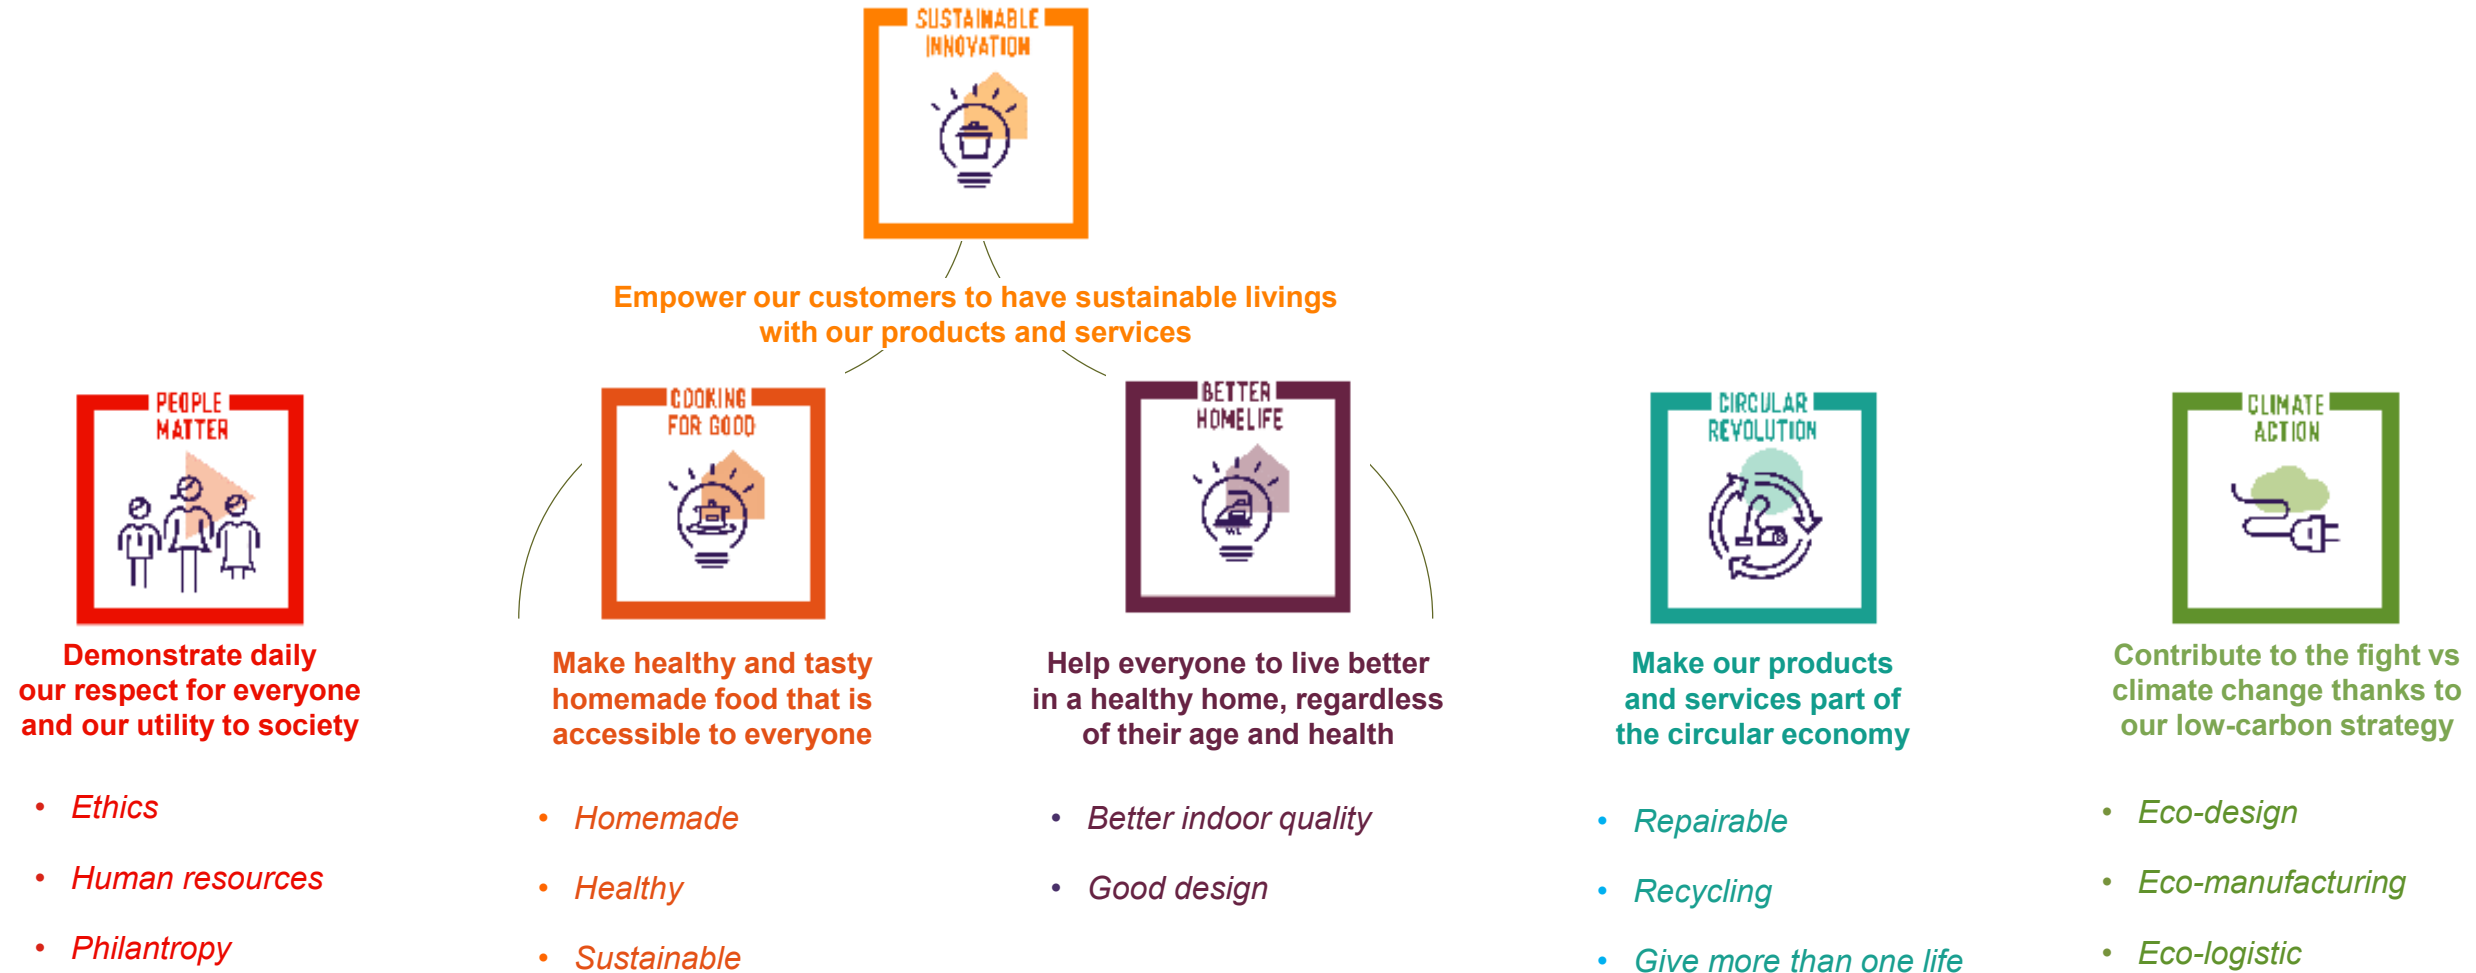 SUSTAINABLE
INNOVATION
Empower our customers to have sustainable livings
with our products and services
PEOPLE
MATTER
Demonstrate daily
our respect for everyone
and our utility to society
• Ethics
• Human resources
• Philantropy
COOKING
FOR GOOD
Make healthy and tasty
homemade food that is
accessible to everyone
• Homemade
• Healthy
• Sustainable
BETTER
HOMELIFE
Help everyone to live better
in a healthy home, regardless
of their age and health
• Better indoor quality
• Good design
CIRCULAR
REVOLUTION
Make our products
and services part of
the circular economy
• Repairable
• Recycling
• Give more than one life
CLIMATE
ACTION
Contribute to the fight vs
climate change thanks to
our low-carbon strategy
• Eco-design
• Eco-manufacturing
• Eco-logistic